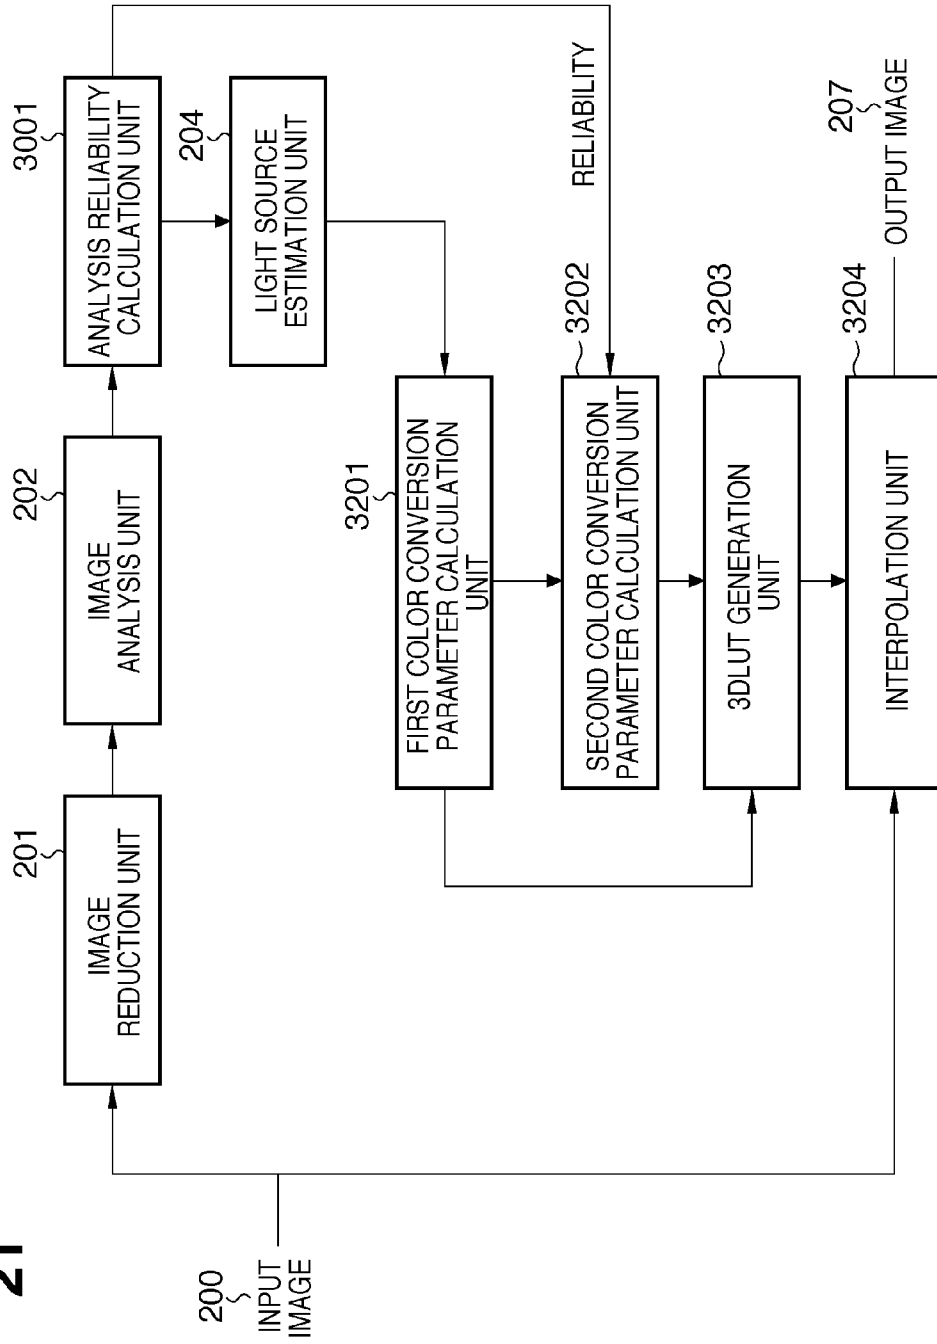 21
200
INPUT
IMAGE
201
IMAGE
REDUCTION UNIT
202
IMAGE
ANALYSIS UNIT
3001
ANALYSIS RELIABILITY
CALCULATION UNIT
204
LIGHT SOURCE
ESTIMATION UNIT
RELIABILITY
3201
FIRST COLOR CONVERSION
PARAMETER CALCULATION
UNIT
3202
SECOND COLOR CONVERSION
PARAMETER CALCULATION UNIT
3203
3DLUT GENERATION
UNIT
3204
INTERPOLATION UNIT
207
OUTPUT IMAGE